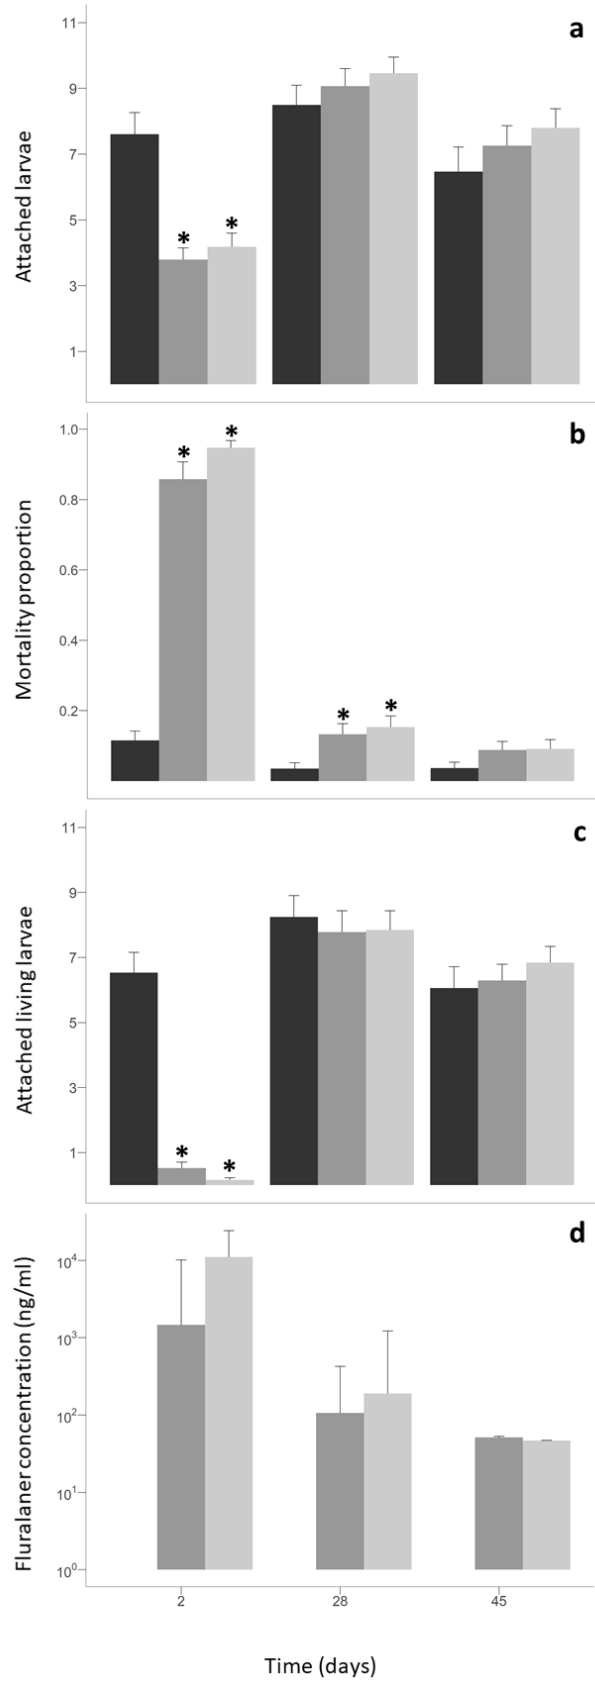 a
11
9
7
5
3
1
Attached larvae
* *
b
1.0
0.8
0.6
0.4
0.2
Mortality proportion
* *
* *
c
11
9
7
5
3
1
Attached living larvae
* *
d
10⁴
10³
10²
10¹
10⁰
Fluralaner concentration (ng/ml)
2 28 45
Time (days)